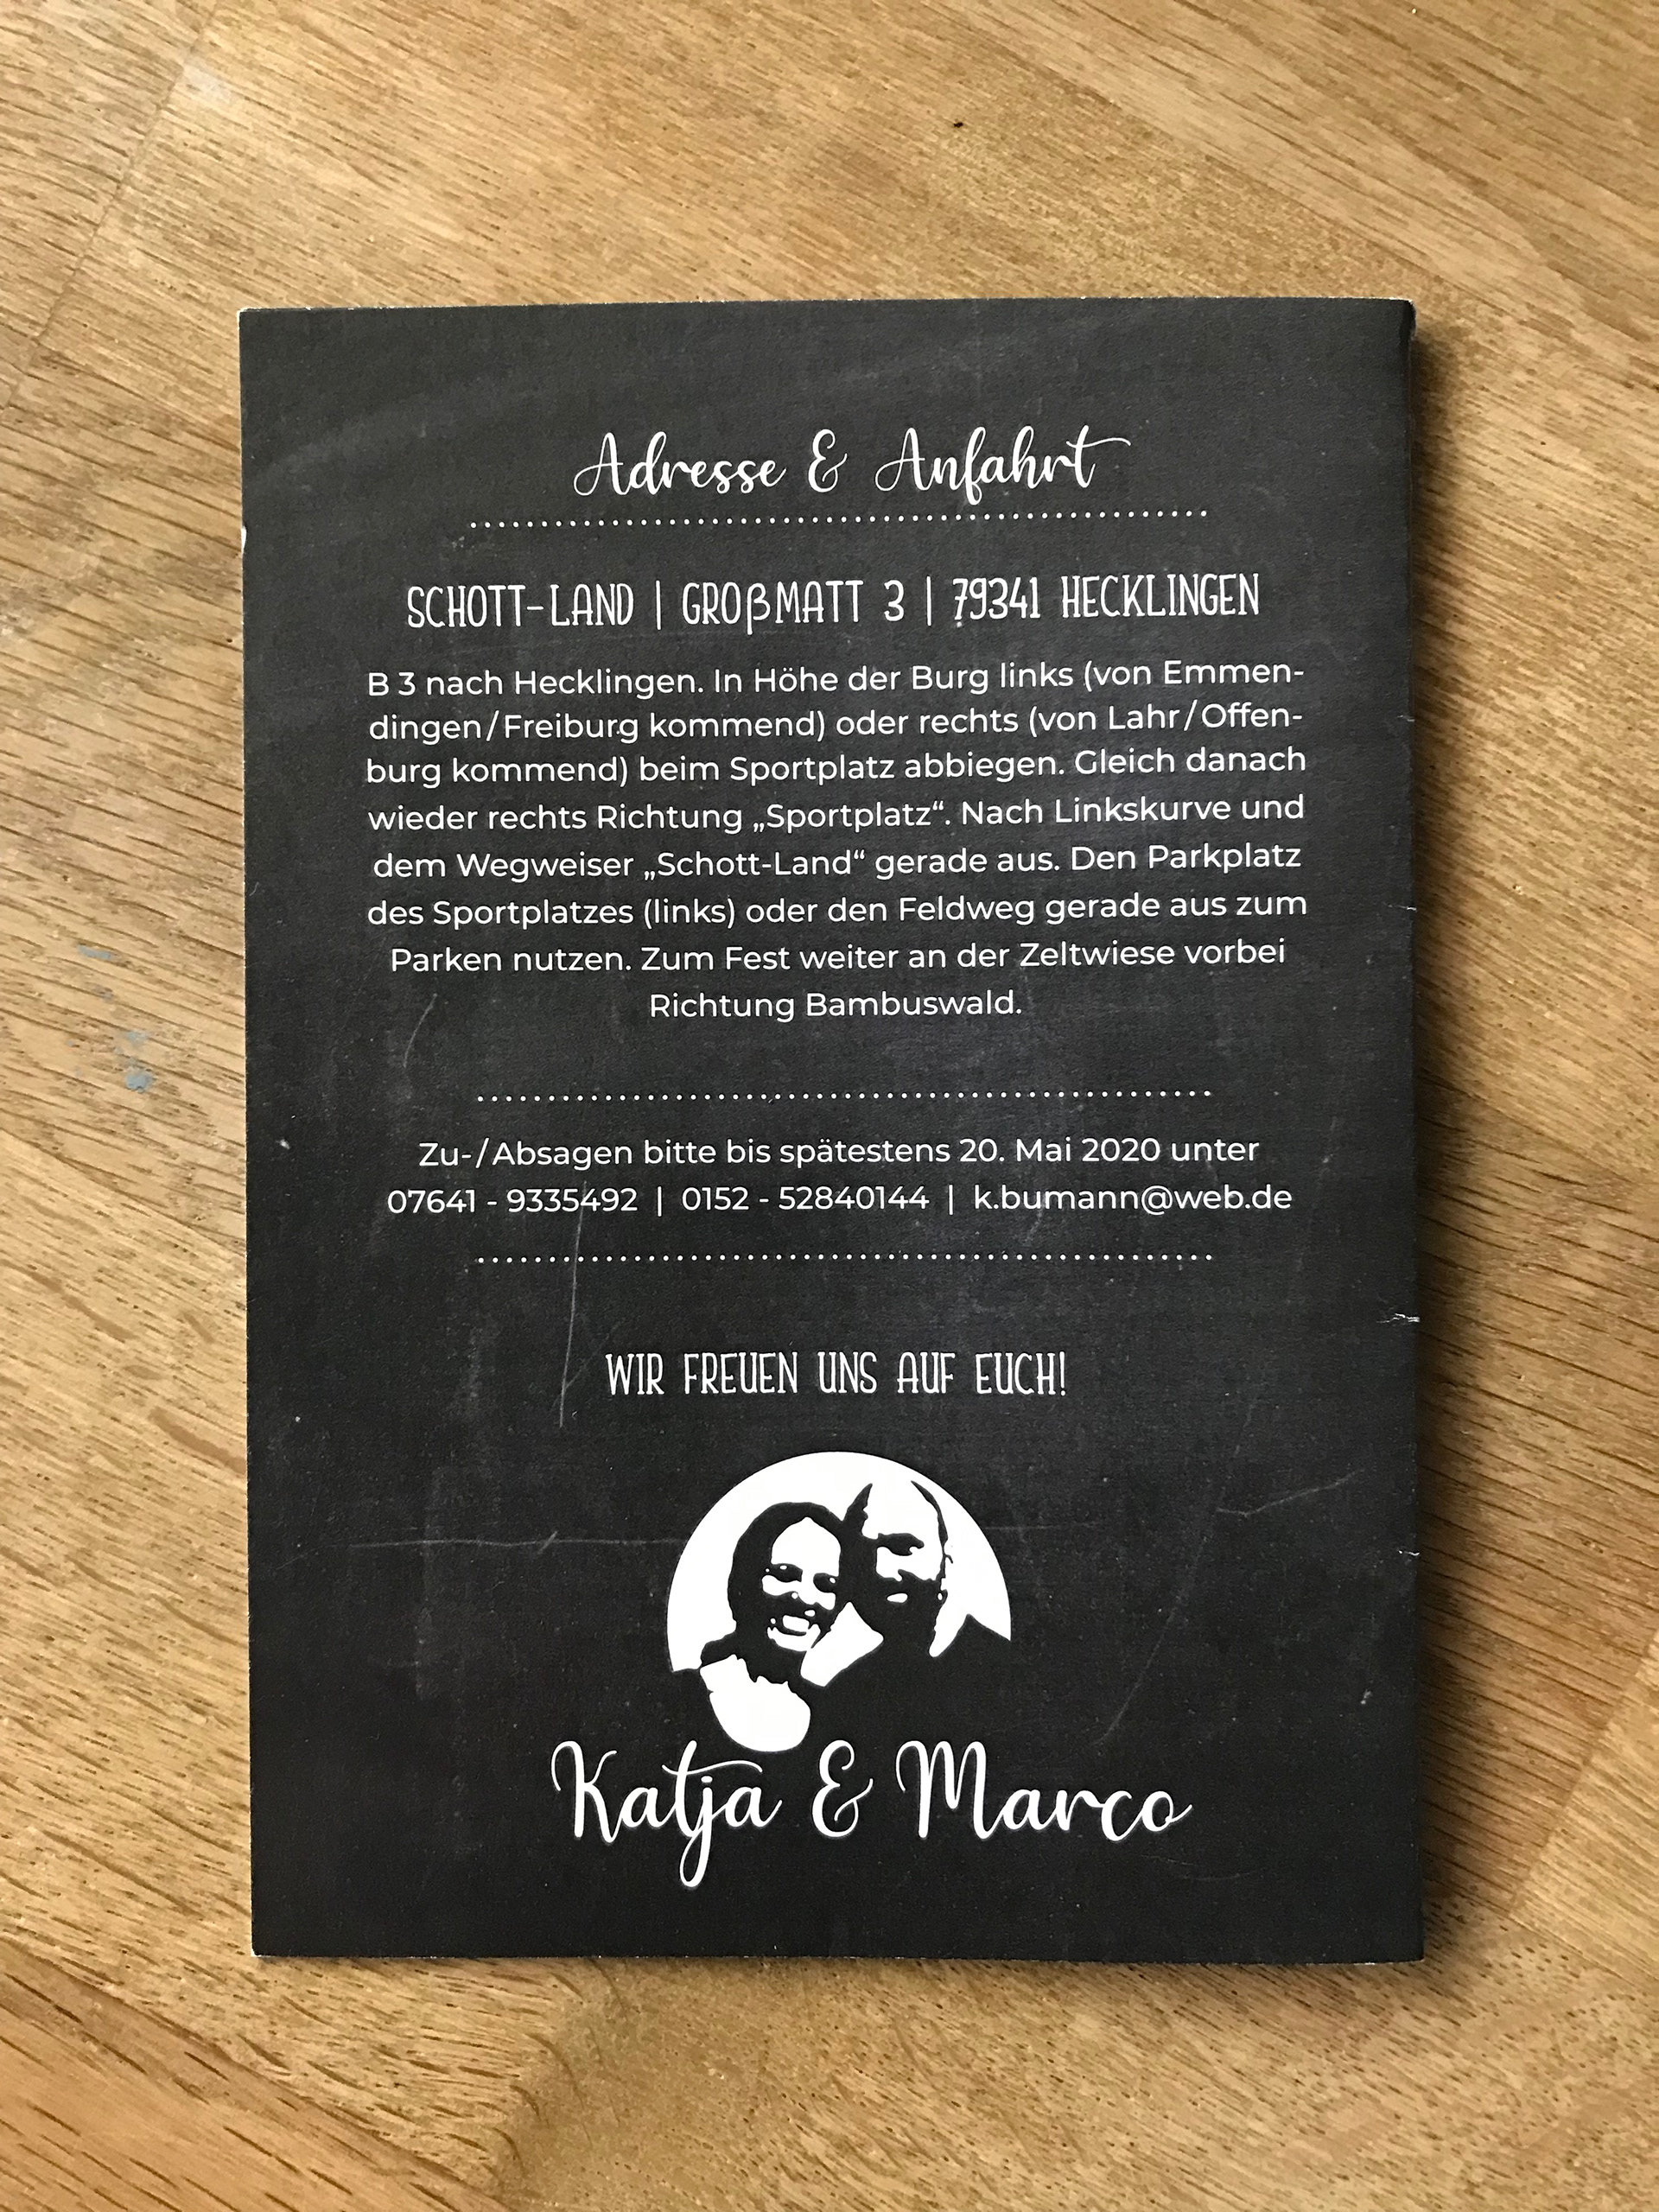 Adresse & Anfahrt
SCHOTT-LAND | GROßMATT 3 | 79341 HECKLINGEN
B 3 nach Hecklingen. In Höhe der Burg links (von Emmen-
dingen/Freiburg kommend) oder rechts (von Lahr/Offen-
burg kommend) beim Sportplatz abbiegen. Gleich danach
wieder rechts Richtung „Sportplatz“. Nach Linkskurve und
dem Wegweiser „Schott-Land“ gerade aus. Den Parkplatz
des Sportplatzes (links) oder den Feldweg gerade aus zum
Parken nutzen. Zum Fest weiter an der Zeltwiese vorbei
Richtung Bambuswald.
Zu-/Absagen bitte bis spätestens 20. Mai 2020 unter
07641 - 9335492 | 0152 - 52840144 | k.bumann@web.de
WIR FREUEN UNS AUF EUCH!
Katja & Marco